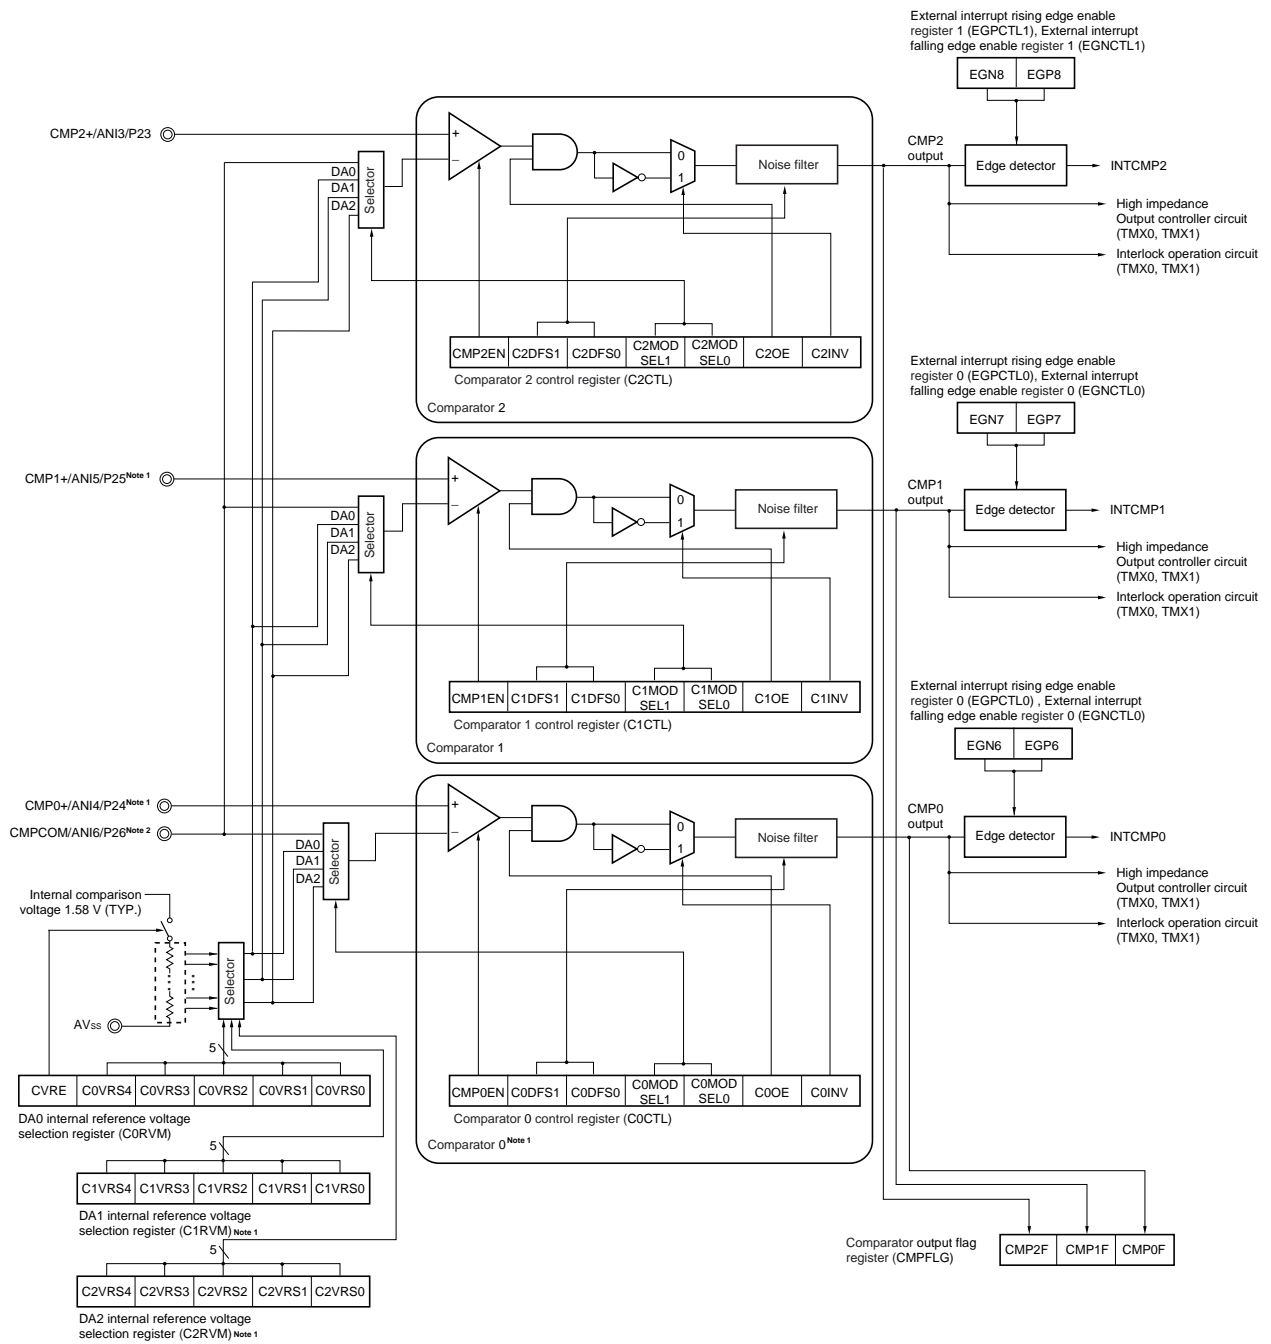 External interrupt rising edge enable
register 1 (EGPCTL1), External interrupt
falling edge enable register 1 (EGNCTL1)
EGN8 EGP8
CMP2+/ANI3/P23
DA0
DA1
DA2
Selector
+
−
0
1
Noise filter
CMP2
output
Edge detector
INTCMP2
High impedance
Output controller circuit
(TMX0, TMX1)
Interlock operation circuit
(TMX0, TMX1)
CMP2EN C2DFS1 C2DFS0 C2MOD SEL1 C2MOD SEL0 C2OE C2INV
Comparator 2 control register (C2CTL)
Comparator 2
External interrupt rising edge enable
register 0 (EGPCTL0), External interrupt
falling edge enable register 0 (EGNCTL0)
EGN7 EGP7
CMP1+/ANI5/P25 Note 1
DA0
DA1
DA2
Selector
+
−
0
1
Noise filter
CMP1
output
Edge detector
INTCMP1
High impedance
Output controller circuit
(TMX0, TMX1)
Interlock operation circuit
(TMX0, TMX1)
CMP1EN C1DFS1 C1DFS0 C1MOD SEL1 C1MOD SEL0 C1OE C1INV
Comparator 1 control register (C1CTL)
Comparator 1
External interrupt rising edge enable
register 0 (EGPCTL0) , External interrupt
falling edge enable register 0 (EGNCTL0)
EGN6 EGP6
CMP0+/ANI4/P24 Note 1
CMPCOM/ANI6/P26 Note 2
DA0
DA1
DA2
Selector
+
−
0
1
Noise filter
CMP0
output
Edge detector
INTCMP0
High impedance
Output controller circuit
(TMX0, TMX1)
Interlock operation circuit
(TMX0, TMX1)
Internal comparison
voltage 1.58 V (TYP.)
Selector
AVSS
5
CVRE C0VRS4 C0VRS3 C0VRS2 C0VRS1 C0VRS0
DA0 internal reference voltage
selection register (C0RVM)
CMP0EN C0DFS1 C0DFS0 C0MOD SEL1 C0MOD SEL0 C0OE C0INV
Comparator 0 control register (C0CTL)
Comparator 0 Note 1
5
C1VRS4 C1VRS3 C1VRS2 C1VRS1 C1VRS0
DA1 internal reference voltage
selection register (C1RVM) Note 1
5
C2VRS4 C2VRS3 C2VRS2 C2VRS1 C2VRS0
DA2 internal reference voltage
selection register (C2RVM) Note 1
Comparator output flag
register (CMPFLG)
CMP2F CMP1F CMP0F